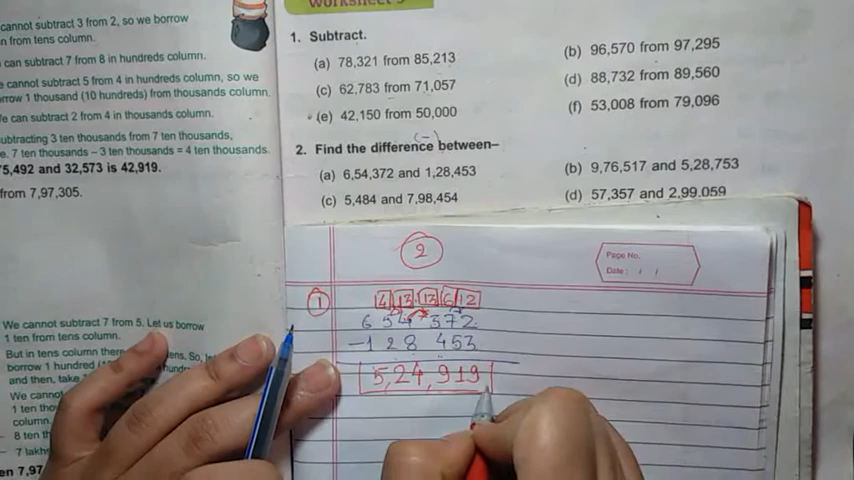 cannot subtract 3 from 2, so we borrow
n from tens column.
can subtract 7 from 8 in hundreds column.
e cannot subtract 5 from 4 in hundreds column, so we
rrow 1 thousand (10 hundreds) from thousands column.
e can subtract 2 from 4 in thousands column.
ubtracting 3 ten thousands from 7 ten thousands,
e. 7 ten thousands – 3 ten thousands = 4 ten thousands.
75,492 and 32,573 is 42,919.
from 7,97,305.
We cannot subtract 7 from 5. Let us borrow
1 ten from tens column.
But in tens column there
borrow 1 hundred
and then, take
We cannot
1 ten
column.
8 ten
7 lakh
en 7,97
1. Subtract.
(a) 78,321 from 85,213
(b) 96,570 from 97,295
(c) 62,783 from 71,057
(d) 88,732 from 89,560
(e) 42,150 from 50,000
(f) 53,008 from 79,096
(-)
2. Find the difference between–
(a) 6,54,372 and 1,28,453
(b) 9,76,517 and 5,28,753
(c) 5,484 and 7,98,454
(d) 57,357 and 2,99,059
2
Page No.
Date : / /
1
4 13 13 6 12
6 5 4 3 7 2
– 1 2 8 4 5 3
5,24,919